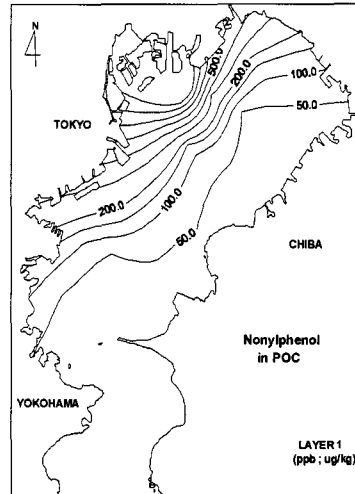 N
500.0
200.0
100.0
50.0
TOKYO
200.0
100.0
50.0
CHIBA
Nonylphenol
in POC
YOKOHAMA
LAYER 1
(ppb ; ug/kg)